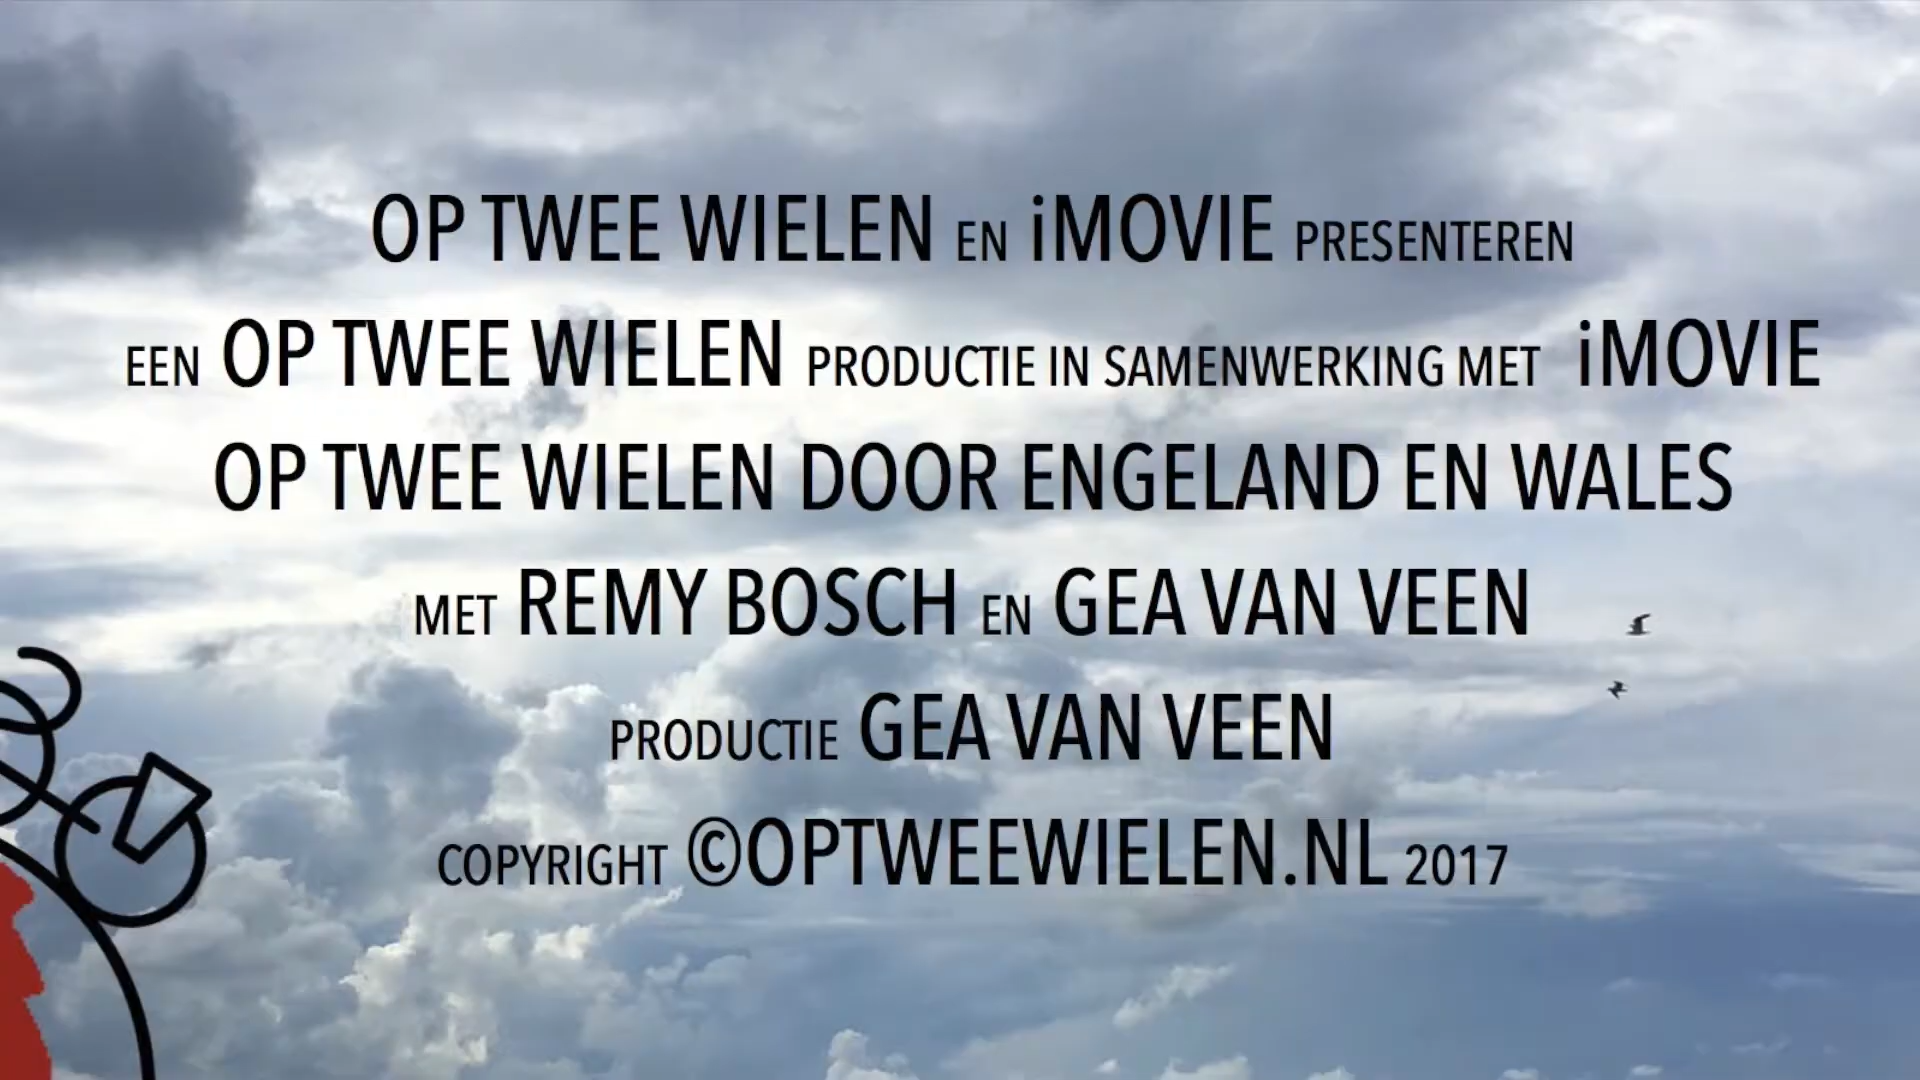 OP TWEE WIELEN EN iMOVIE PRESENTEREN
EEN OP TWEE WIELEN PRODUCTIE IN SAMENWERKING MET iMOVIE
OP TWEE WIELEN DOOR ENGELAND EN WALES
MET REMY BOSCH EN GEA VAN VEEN
PRODUCTIE GEA VAN VEEN
COPYRIGHT ©OPTWEEWIELEN.NL 2017